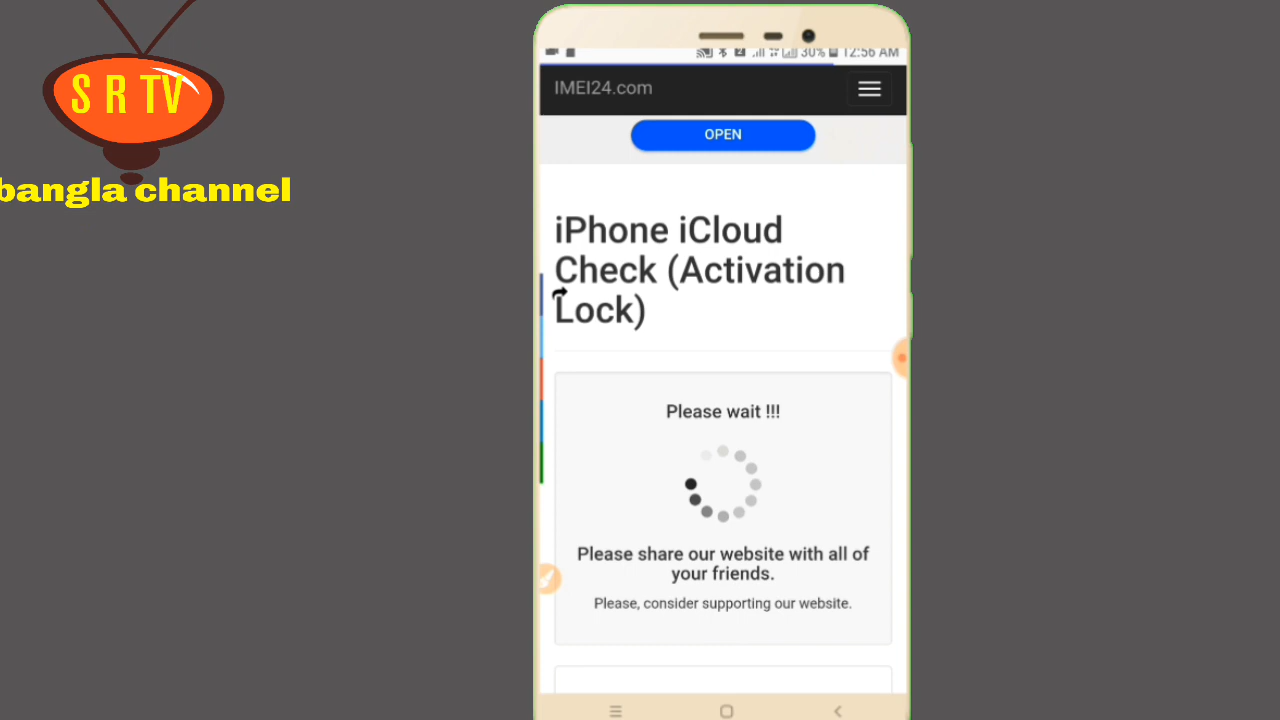 S R TV
bangla channel
30% 12:56 AM
IMEI24.com
OPEN
iPhone iCloud
Check (Activation
Lock)
Please wait !!!
Please share our website with all of
your friends.
Please, consider supporting our website.